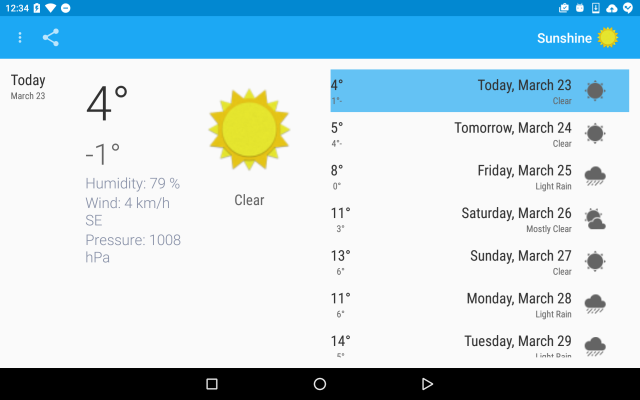 12:34
Sunshine
Today
March 23
4°
-1°
Humidity: 79 %
Wind: 4 km/h
SE
Pressure: 1008
hPa
Clear
4° Today, March 23
1°- Clear
5° Tomorrow, March 24
4°- Clear
8° Friday, March 25
0° Light Rain
11° Saturday, March 26
3° Mostly Clear
13° Sunday, March 27
6° Clear
11° Monday, March 28
6° Light Rain
14° Tuesday, March 29
5° Light Rain